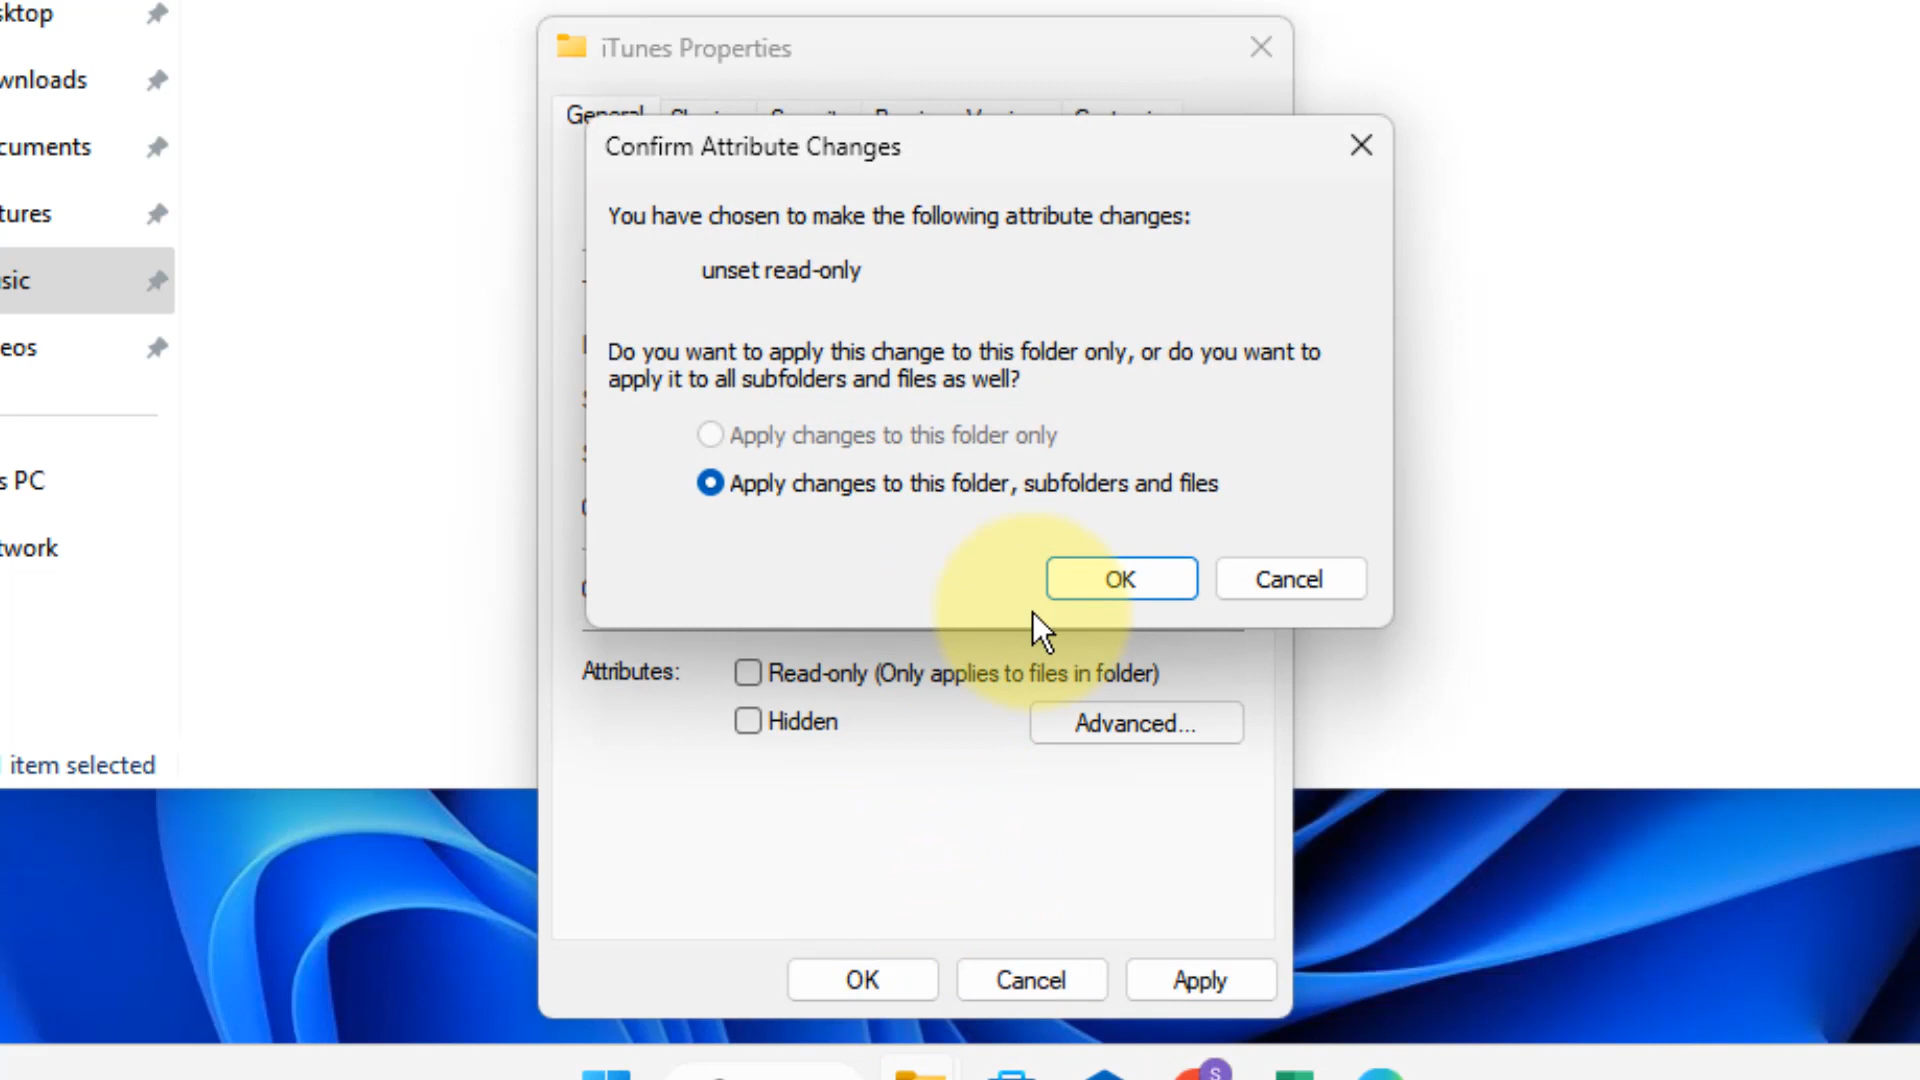 sktop
wnloads
cuments
tures
sic
eos
s PC
twork
item selected
iTunes Properties
General
Confirm Attribute Changes
You have chosen to make the following attribute changes:
unset read-only
Do you want to apply this change to this folder only, or do you want to
apply it to all subfolders and files as well?
Apply changes to this folder only
Apply changes to this folder, subfolders and files
OK Cancel
Attributes: Read-only (Only applies to files in folder)
Hidden Advanced...
OK Cancel Apply
S